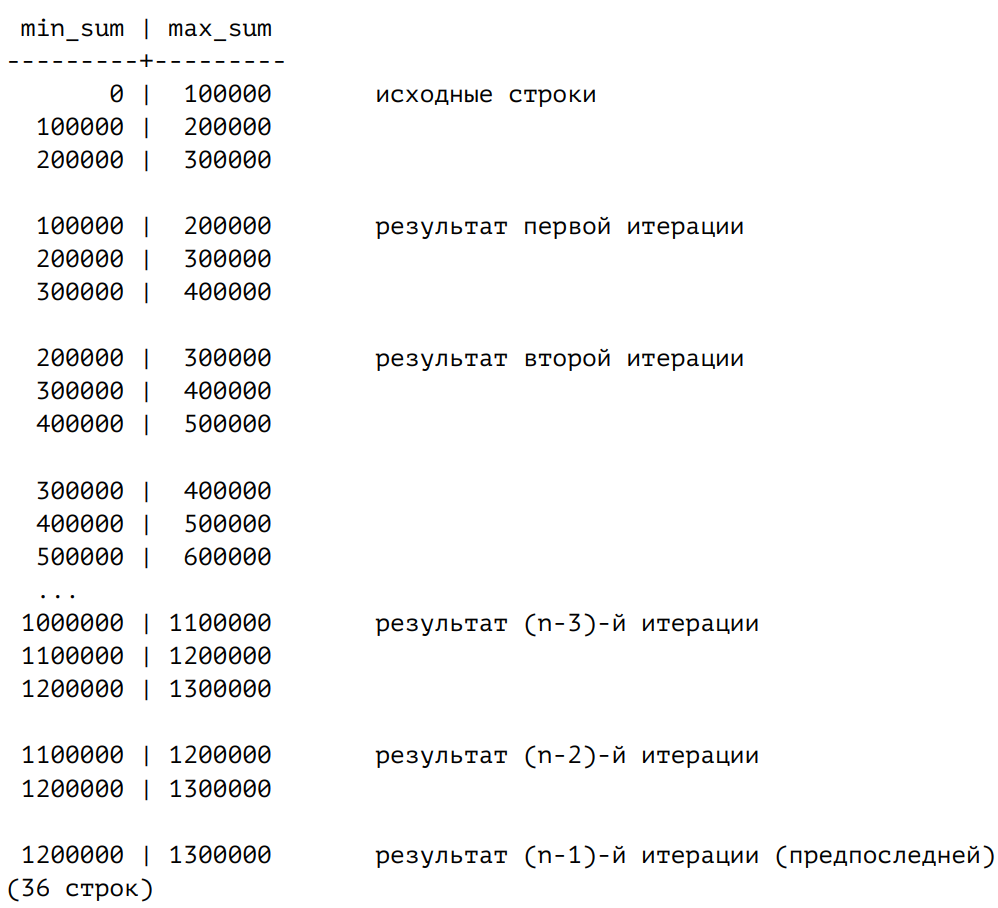 min_sum | max_sum
---------+---------
0 | 100000 исходные строки
100000 | 200000
200000 | 300000
100000 | 200000 результат первой итерации
200000 | 300000
300000 | 400000
200000 | 300000 результат второй итерации
300000 | 400000
400000 | 500000
300000 | 400000
400000 | 500000
500000 | 600000
...
1000000 | 1100000 результат (n-3)-й итерации
1100000 | 1200000
1200000 | 1300000
1100000 | 1200000 результат (n-2)-й итерации
1200000 | 1300000
1200000 | 1300000 результат (n-1)-й итерации (предпоследней)
(36 строк)